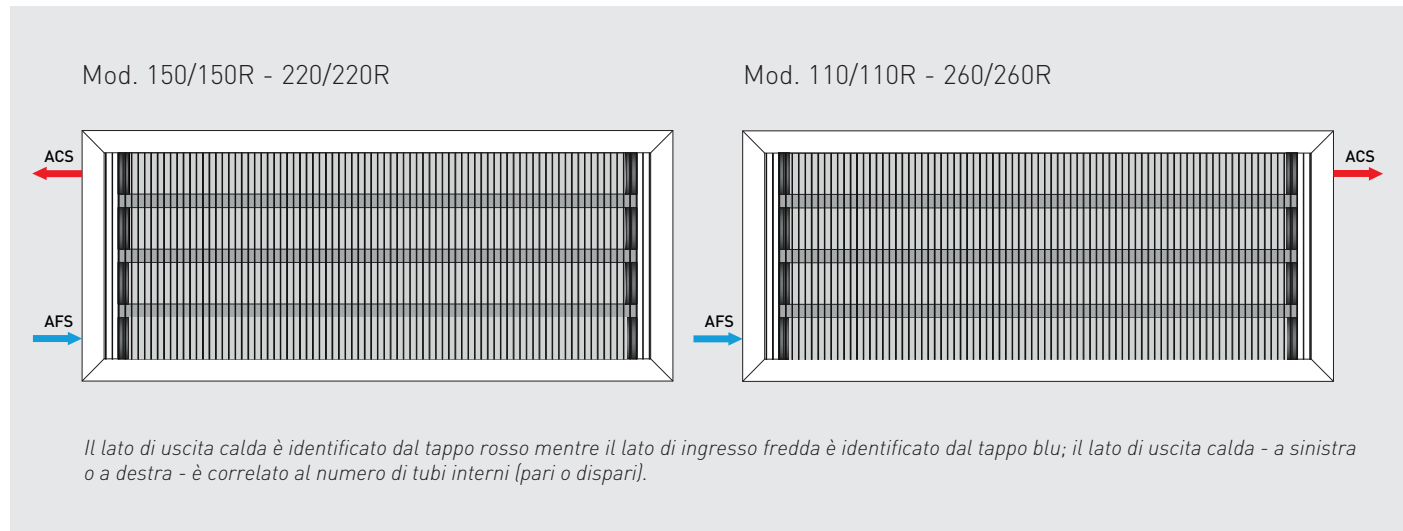 Mod. 150/150R - 220/220R
Mod. 110/110R - 260/260R
ACS
ACS
AFS
AFS
Il lato di uscita calda è identificato dal tappo rosso mentre il lato di ingresso fredda è identificato dal tappo blu; il lato di uscita calda - a sinistra
o a destra - è correlato al numero di tubi interni (pari o dispari).